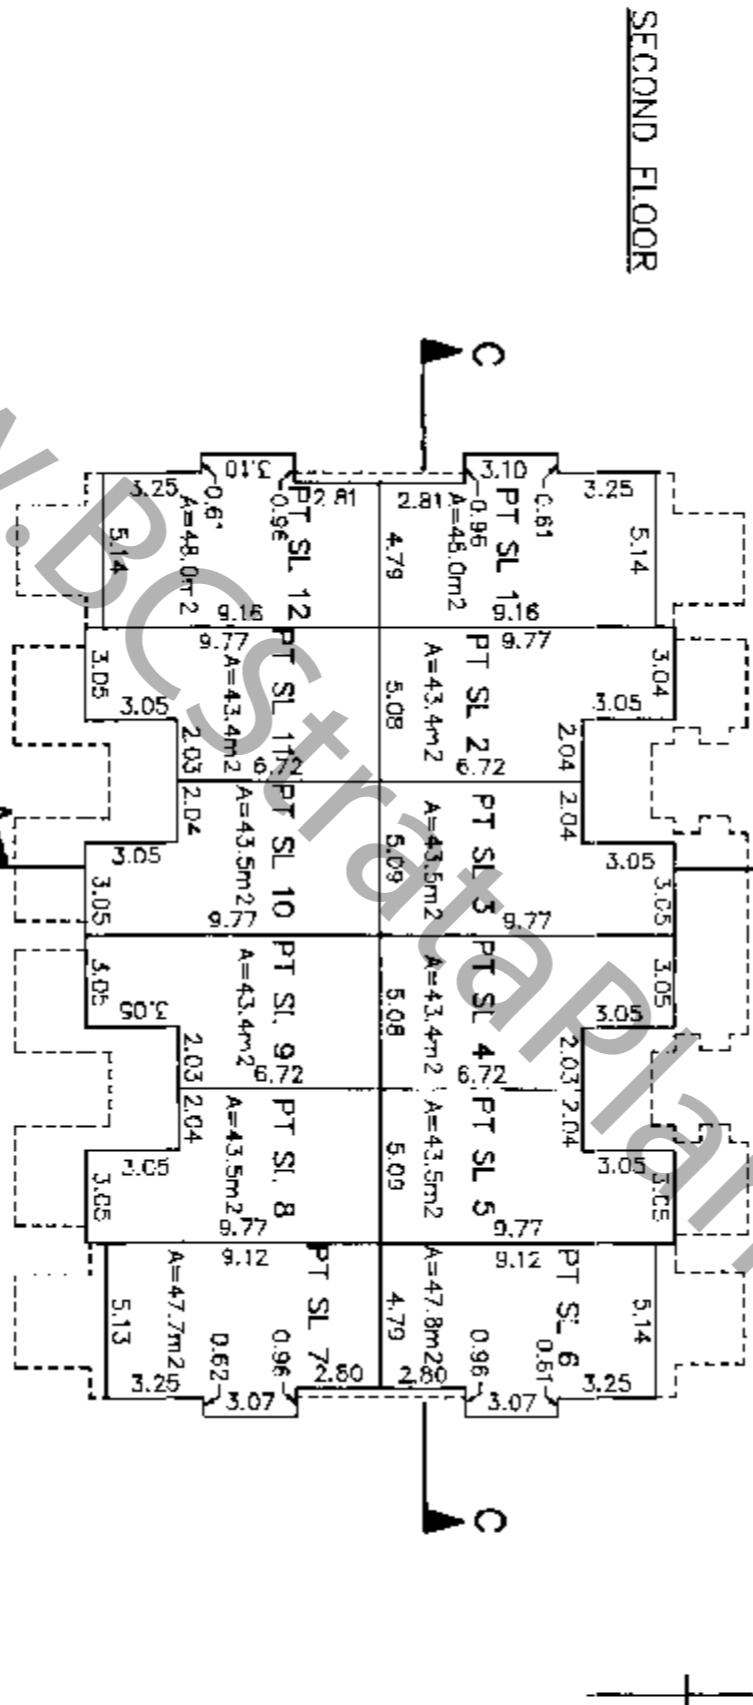 SECOND FLOOR
C
3.10
3.10
3.25
0.61
0.96
2.81
2.81
0.96
0.61
3.25
5.14
A=48.0m2
PT SL 12
4.79
A=48.0m2
PT SL 1
5.14
9.16
9.16
9.77
9.77
3.05
3.05
2.03
A=43.4m2
PT SL 11
6.72
5.08
A=43.4m2
PT SL 2
6.72
2.04
3.05
3.04
2.04
3.05
3.05
A=43.5m2
PT SL 10
9.77
5.09
A=43.5m2
PT SL 3
9.77
2.04
3.05
3.05
3.05
3.05
2.03
A=43.4m2
PT SL 9
6.72
5.08
A=43.4m2
PT SL 4
6.72
2.03
3.05
3.05
2.04
3.05
3.05
A=43.5m2
PT SL 8
9.77
5.09
A=43.5m2
PT SL 5
9.77
2.04
3.05
3.05
9.12
9.12
5.13
A=47.7m2
PT SL 7
4.79
A=47.8m2
PT SL 6
5.14
3.25
0.62
3.07
0.96
2.80
2.80
0.96
3.07
0.61
3.25
C
w.BCStrataPlan